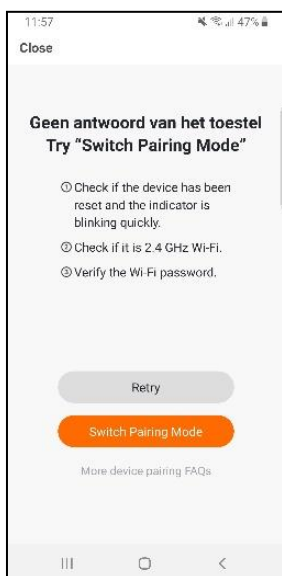 11:57 47%
Close
Geen antwoord van het toestel
Try “Switch Pairing Mode”
① Check if the device has been
reset and the indicator is
blinking quickly.
② Check if it is 2.4 GHz Wi-Fi.
③ Verify the Wi-Fi password.
Retry
Switch Pairing Mode
More device pairing FAQs